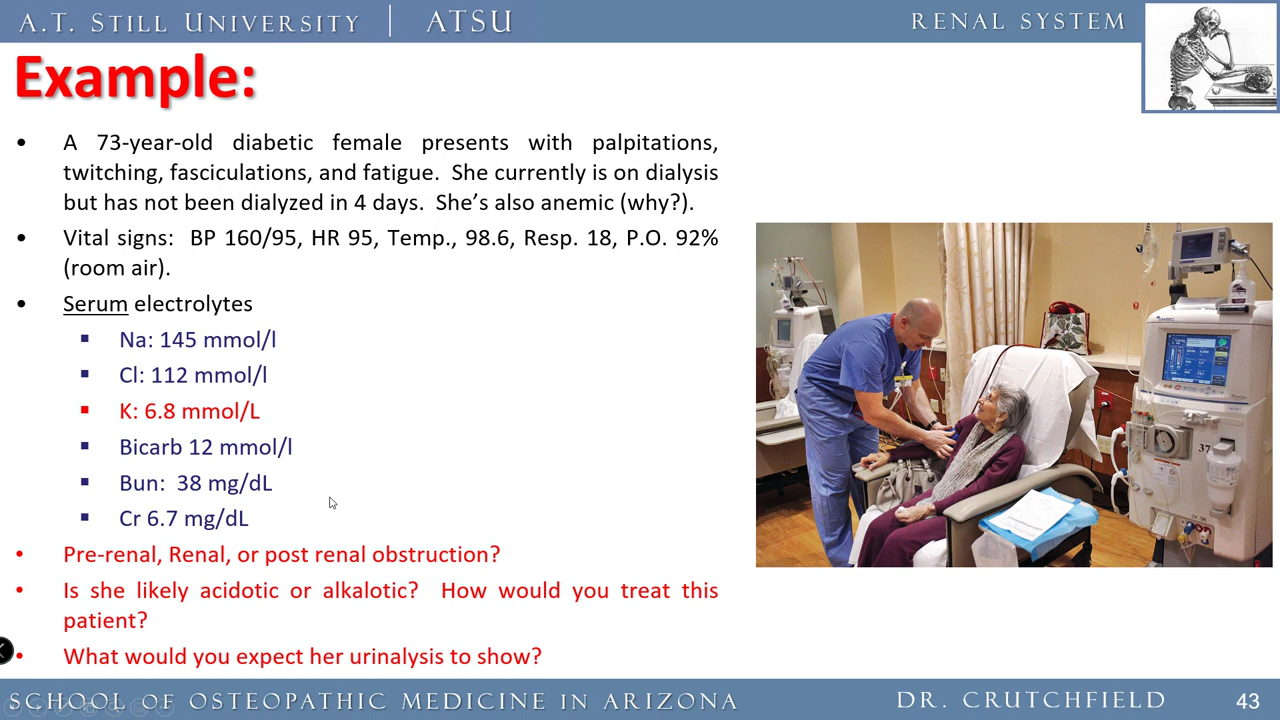 A.T. STILL UNIVERSITY | ATSU
RENAL SYSTEM
Example:
• A 73-year-old diabetic female presents with palpitations,
twitching, fasciculations, and fatigue. She currently is on dialysis
but has not been dialyzed in 4 days. She's also anemic (why?).
• Vital signs: BP 160/95, HR 95, Temp., 98.6, Resp. 18, P.O. 92%
(room air).
• Serum electrolytes
▪ Na: 145 mmol/l
▪ Cl: 112 mmol/l
▪ K: 6.8 mmol/L
▪ Bicarb 12 mmol/l
▪ Bun: 38 mg/dL
▪ Cr 6.7 mg/dL
• Pre-renal, Renal, or post renal obstruction?
• Is she likely acidotic or alkalotic? How would you treat this
patient?
• What would you expect her urinalysis to show?
37
SCHOOL OF OSTEOPATHIC MEDICINE IN ARIZONA
DR. CRUTCHFIELD
43